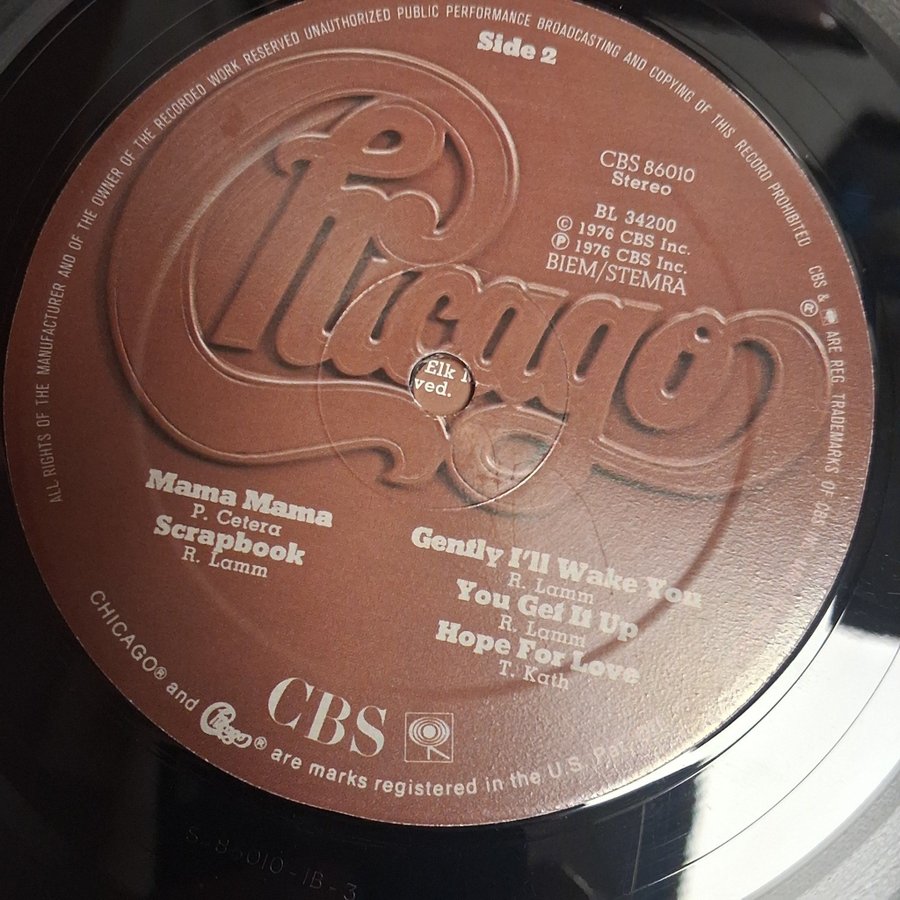 ALL RIGHTS OF THE MANUFACTURER AND OF THE OWNER OF THE RECORDED WORK RESERVED UNAUTHORIZED PUBLIC PERFORMANCE BROADCASTING AND COPYING OF THIS RECORD PROHIBITED
CBS & ® ARE REG TRADEMARKS OF CBS
Side 2
Chicago
CBS 86010
Stereo
BL 34200
© 1976 CBS Inc.
℗ 1976 CBS Inc.
BIEM/STEMRA
Elk
ved.
Mama Mama
P. Cetera
Scrapbook
R. Lamm
Gently I'll Wake You
R. Lamm
You Get It Up
R. Lamm
Hope For Love
T. Kath
CBS
CHICAGO® and Chicago® are marks registered in the U.S.